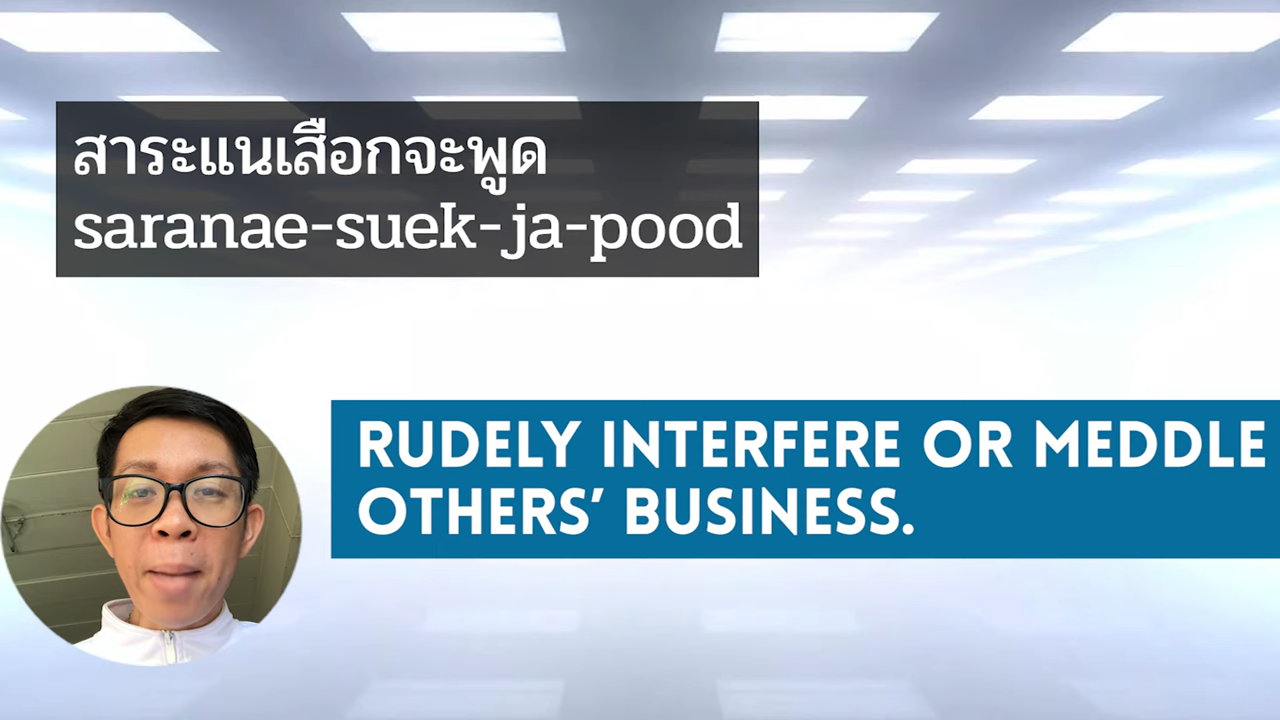 สาระแนเสือกจะพูด
saranae-suek-ja-pood
RUDELY INTERFERE OR MEDDLE
OTHERS’ BUSINESS.